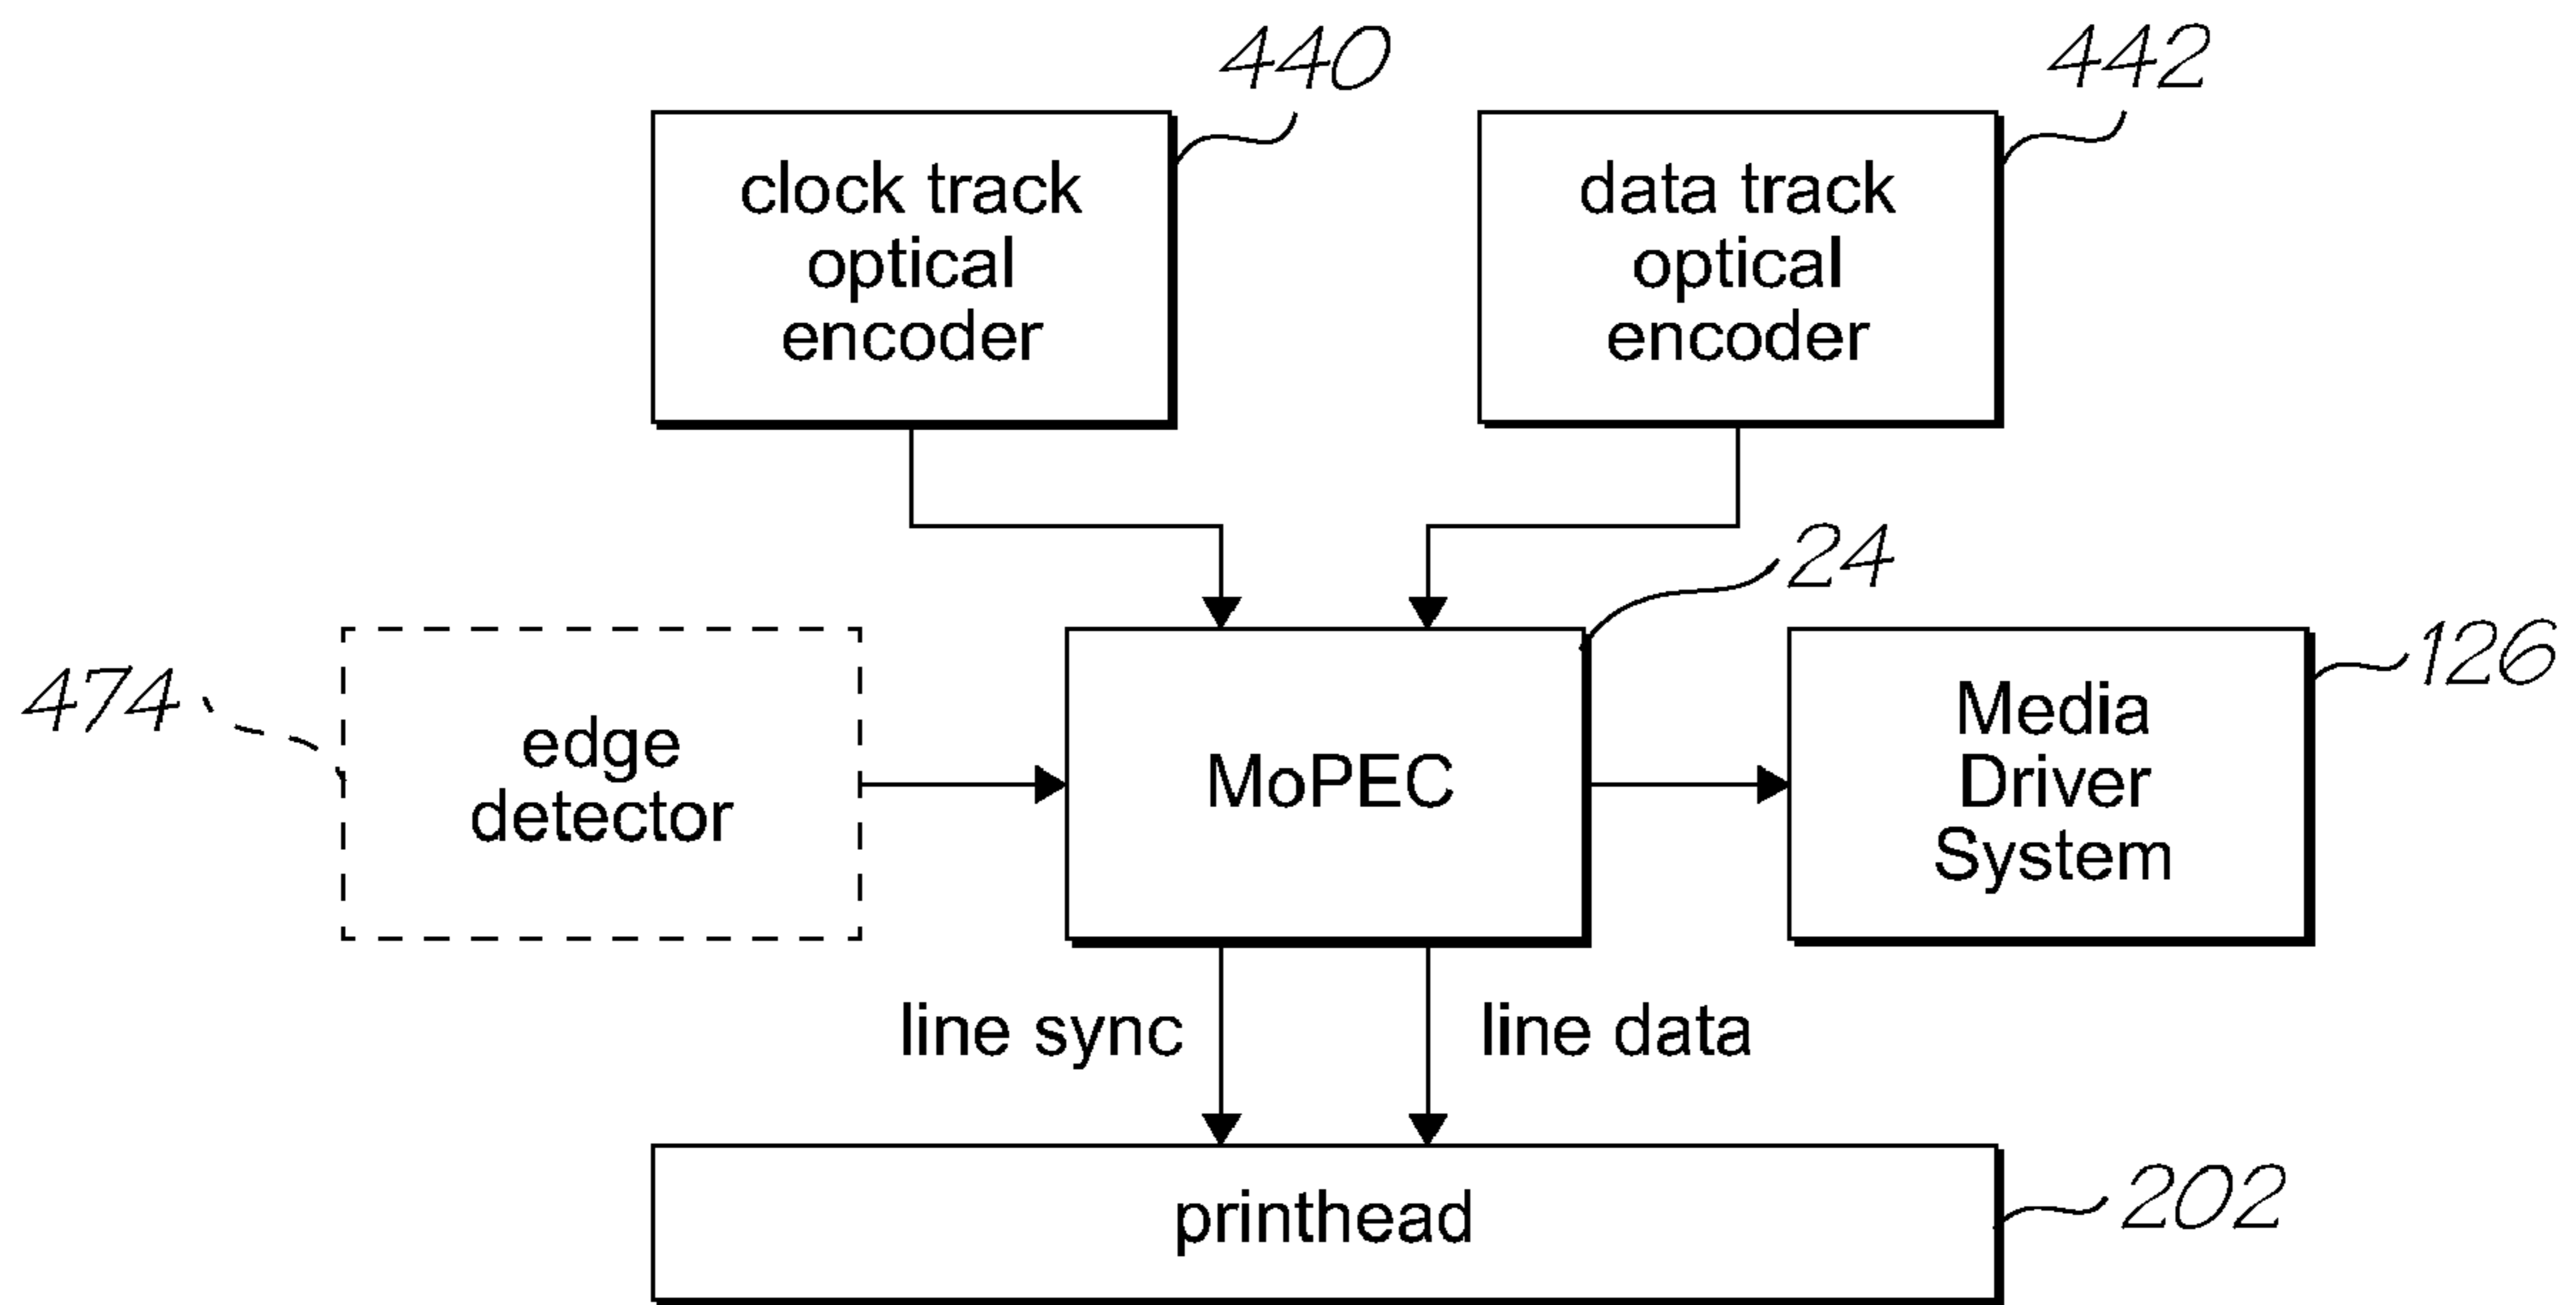 440
442
clock track
optical
encoder
data track
optical
encoder
24
474
edge
detector
MoPEC
126
Media
Driver
System
line sync
line data
printhead
202